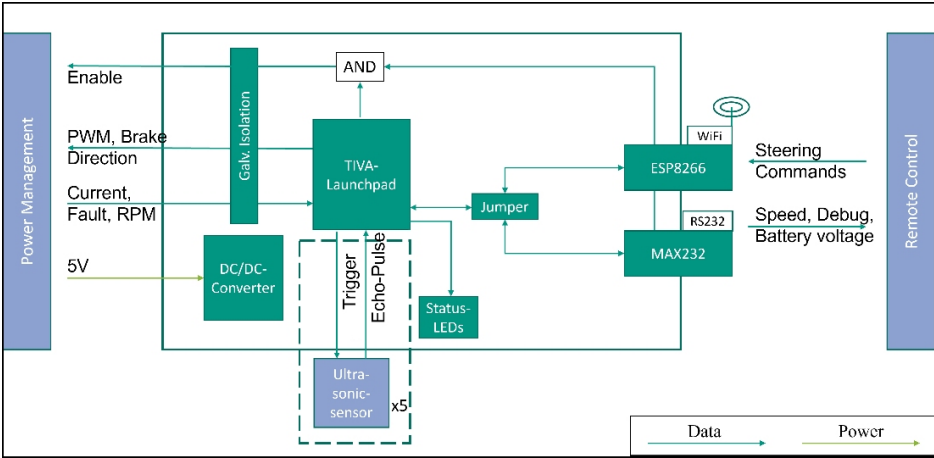 Power Management
Enable
PWM, Brake
Direction
Current,
Fault, RPM
5V
Galv. Isolation
AND
TIVA-
Launchpad
DC/DC-
Converter
Trigger
Echo-Pulse
Ultra-
sonic-
sensor
x5
Status-
LEDs
Jumper
WiFi
ESP8266
RS232
MAX232
Steering
Commands
Speed, Debug,
Battery voltage
Remote Control
Data
Power